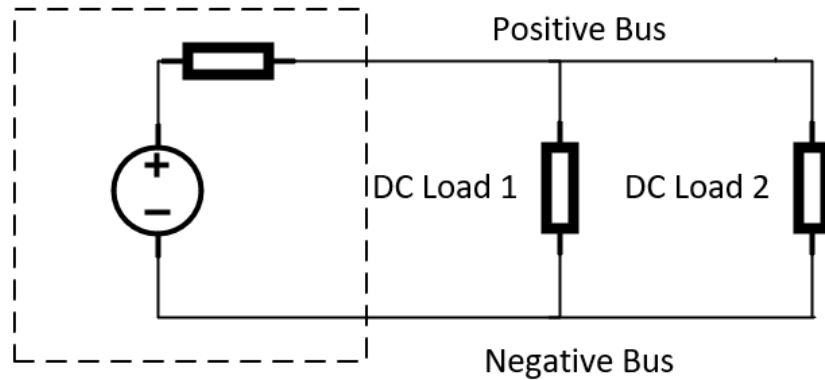 Positive Bus
+
DC Load 1
DC Load 2
−
Negative Bus